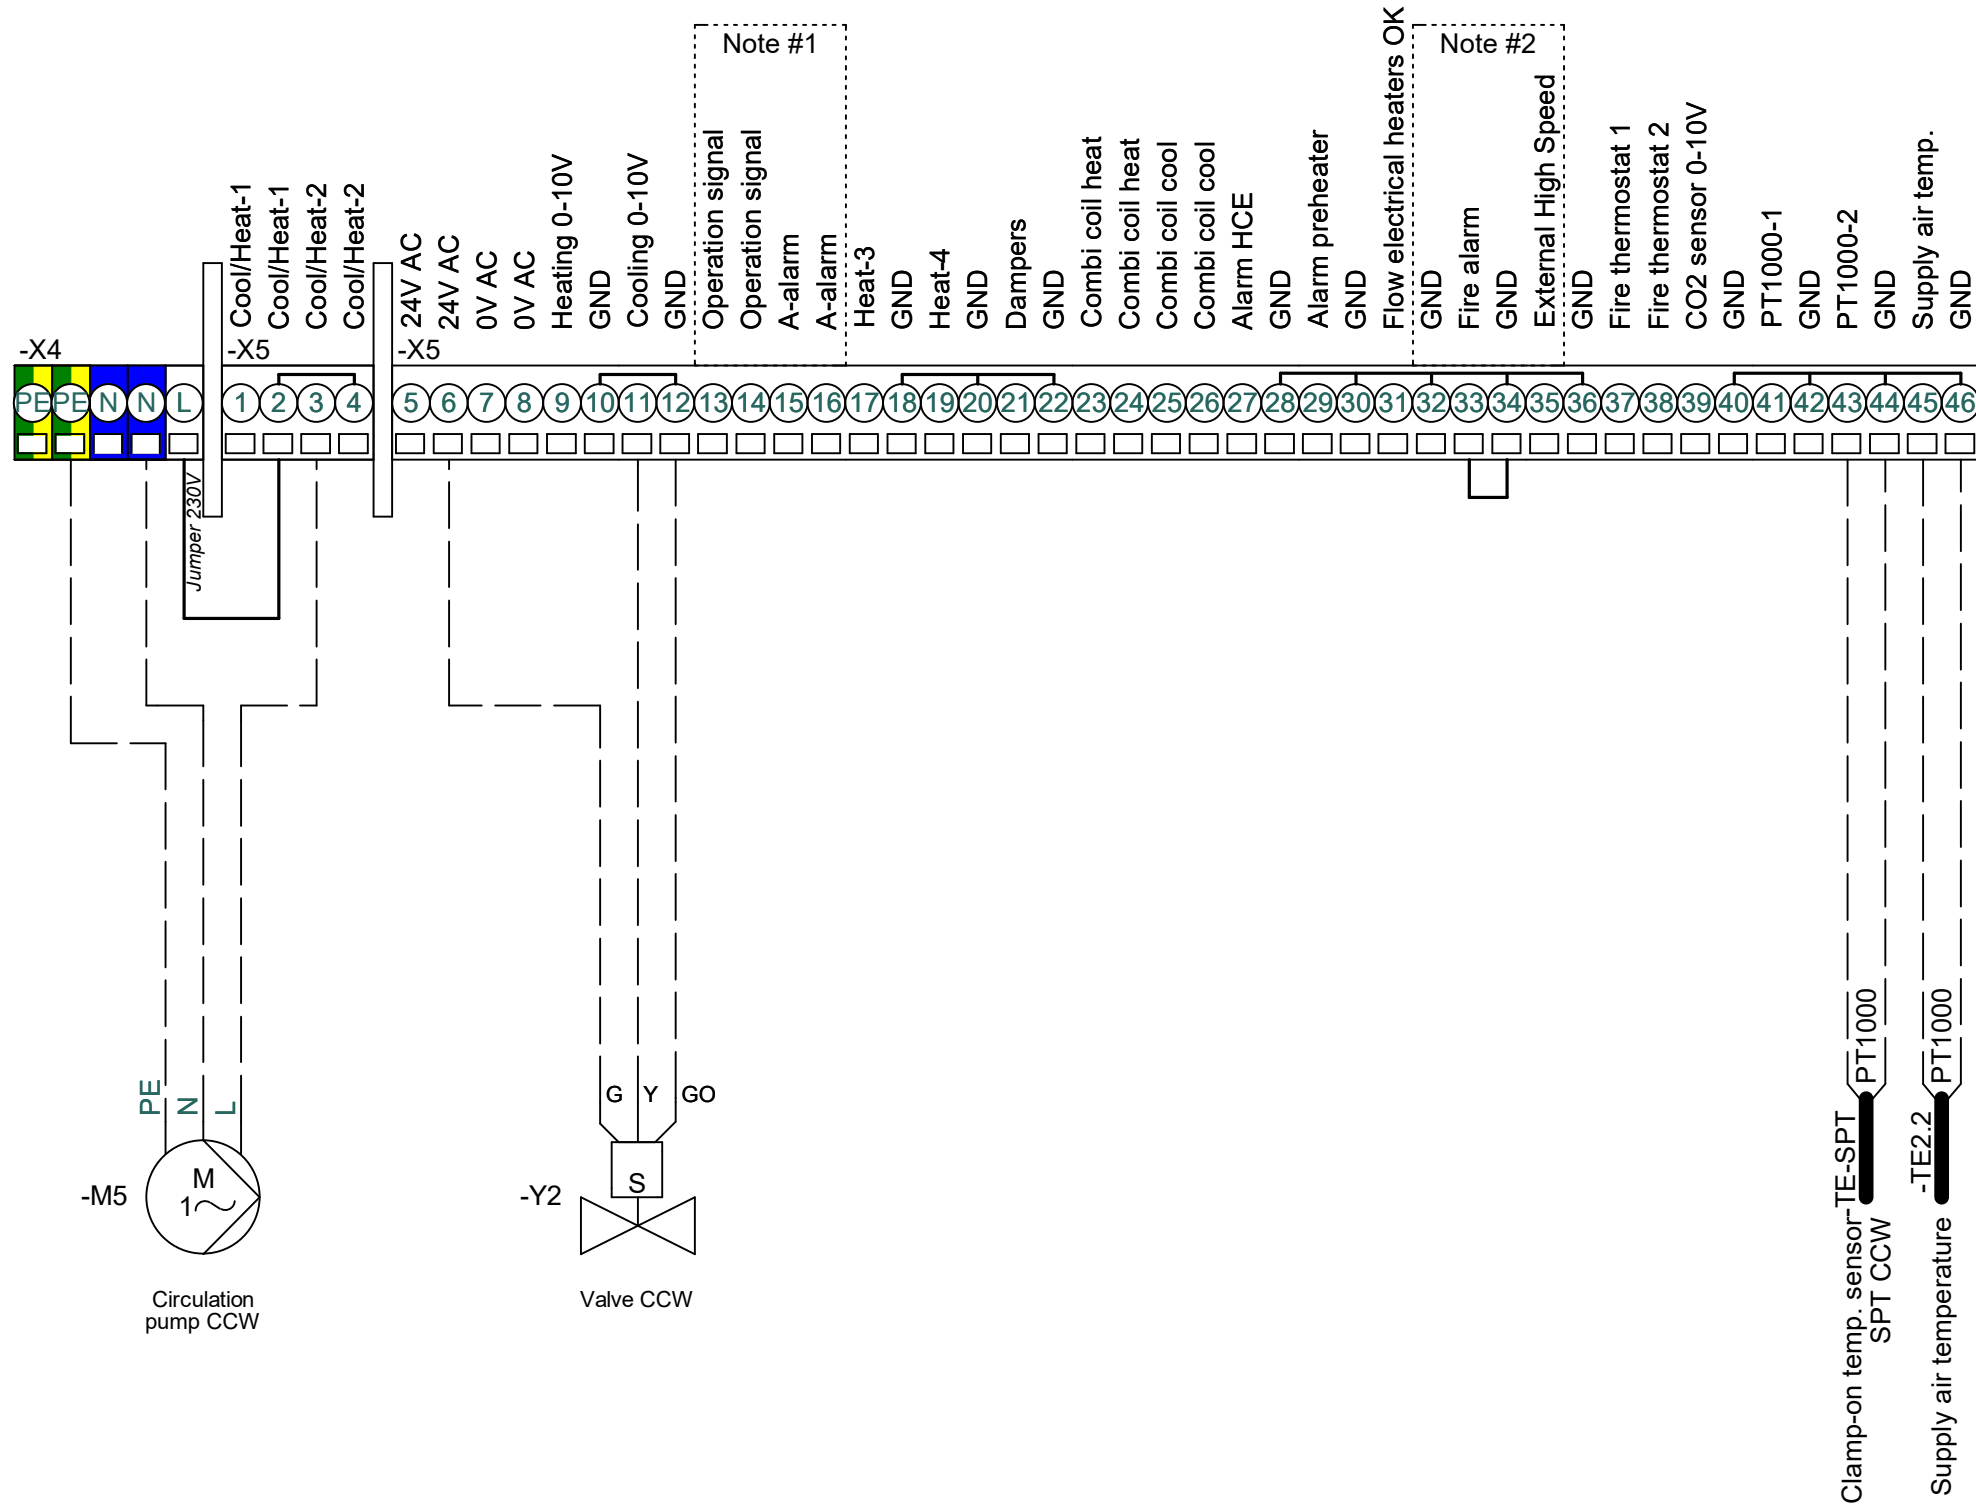 Note #1
Note #2
Cool/Heat-1
Cool/Heat-1
Cool/Heat-2
Cool/Heat-2
24V AC
24V AC
0V AC
0V AC
Heating 0-10V
GND
Cooling 0-10V
GND
Operation signal
Operation signal
A-alarm
A-alarm
Heat-3
GND
Heat-4
GND
Dampers
GND
Combi coil heat
Combi coil heat
Combi coil cool
Combi coil cool
Alarm HCE
GND
Alarm preheater
GND
Flow electrical heaters OK
GND
Fire alarm
GND
External High Speed
GND
Fire thermostat 1
Fire thermostat 2
CO2 sensor 0-10V
GND
PT1000-1
GND
PT1000-2
GND
Supply air temp.
GND
-X4
-X5
-X5
PE PE N N L 1 2 3 4 5 6 7 8 9 10 11 12 13 14 15 16 17 18 19 20 21 22 23 24 25 26 27 28 29 30 31 32 33 34 35 36 37 38 39 40 41 42 43 44 45 46
Jumper 230V
PE
N
L
G Y GO
PT1000
PT1000
-M5
M
1
-Y2
S
-TE-SPT
-TE2.2
Circulation
pump CCW
Valve CCW
Clamp-on temp. sensor
SPT CCW
Supply air temperature